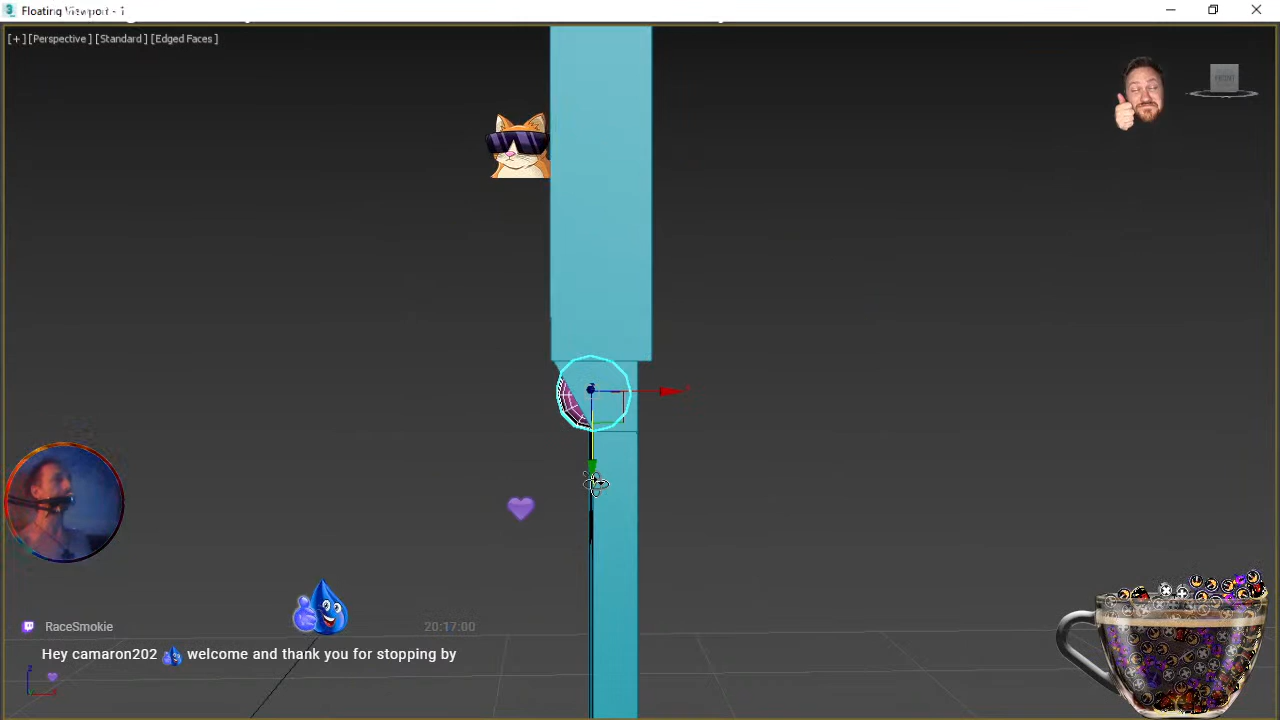 Floating Viewport - 1
[ + ] [Perspective ] [Standard ] [Edged Faces ]
FRONT
RaceSmokie
20:17:00
Hey camaron202 welcome and thank you for stopping by
z